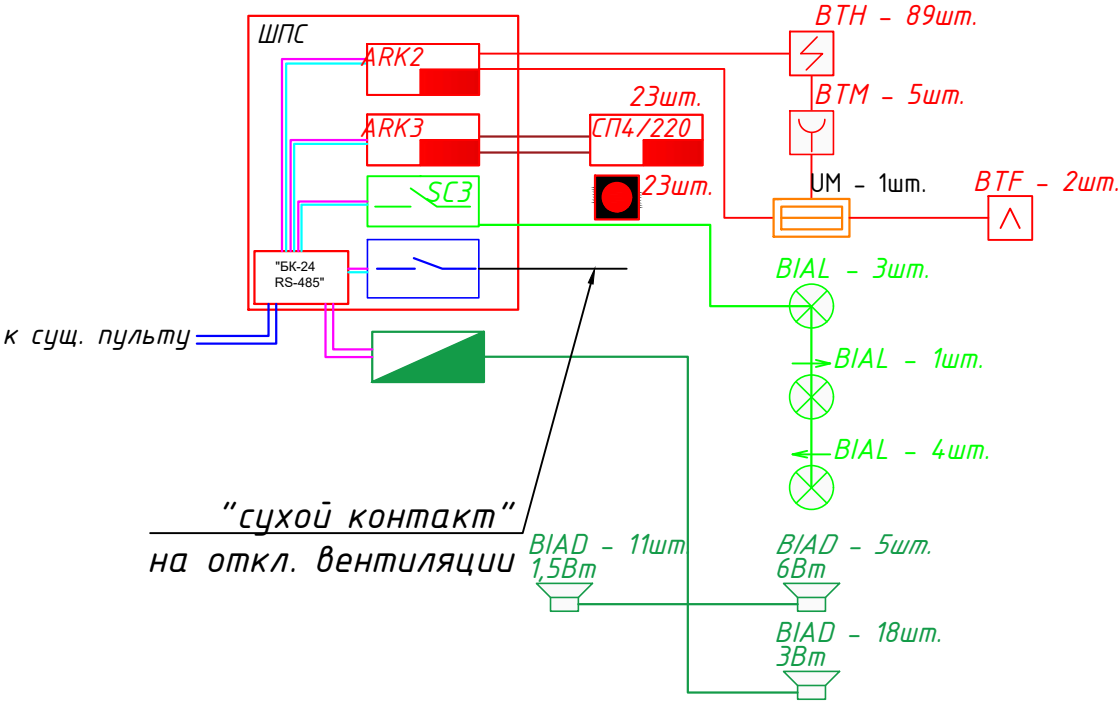 ШПС
BTH - 89шт.
ARK2
BTM - 5шт.
23шт.
ARK3
СП4/220
SC3
23шт.
UM - 1шт.
BTF - 2шт.
"БК-24
RS-485"
BIAL - 3шт.
к сущ. пульту
BIAL - 1шт.
BIAL - 4шт.
"сухой контакт"
на откл. вентиляции
BIAD - 11шт.
1,5Вт
BIAD - 5шт.
6Вт
BIAD - 18шт.
3Вт